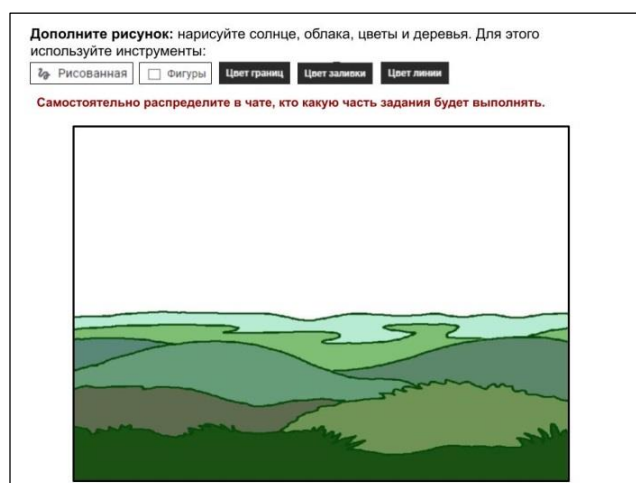 Дополните рисунок: нарисуйте солнце, облака, цветы и деревья. Для этого
используйте инструменты:
Рисованная Фигуры Цвет границ Цвет заливки Цвет линии
Самостоятельно распределите в чате, кто какую часть задания будет выполнять.